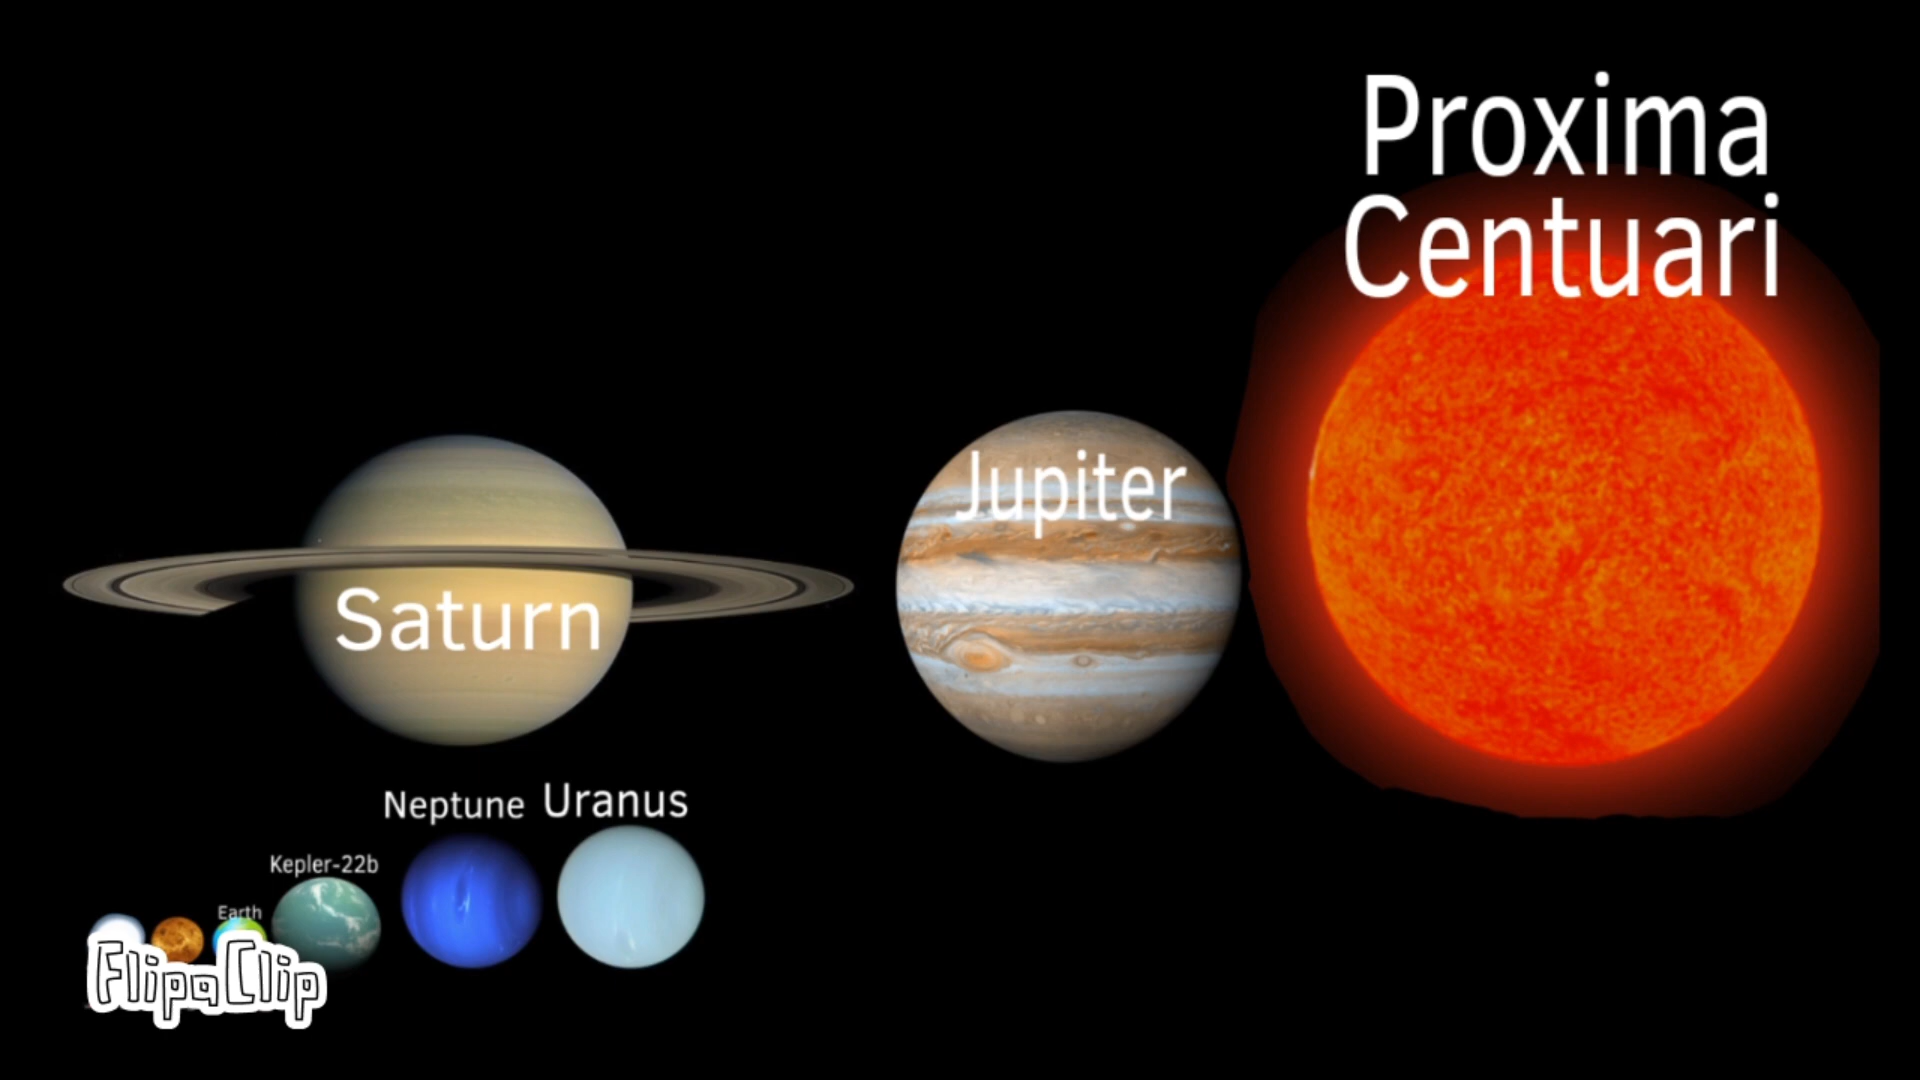 Proxima
Centuari
Jupiter
Saturn
Neptune
Uranus
Kepler-22b
Earth
FlipaClip